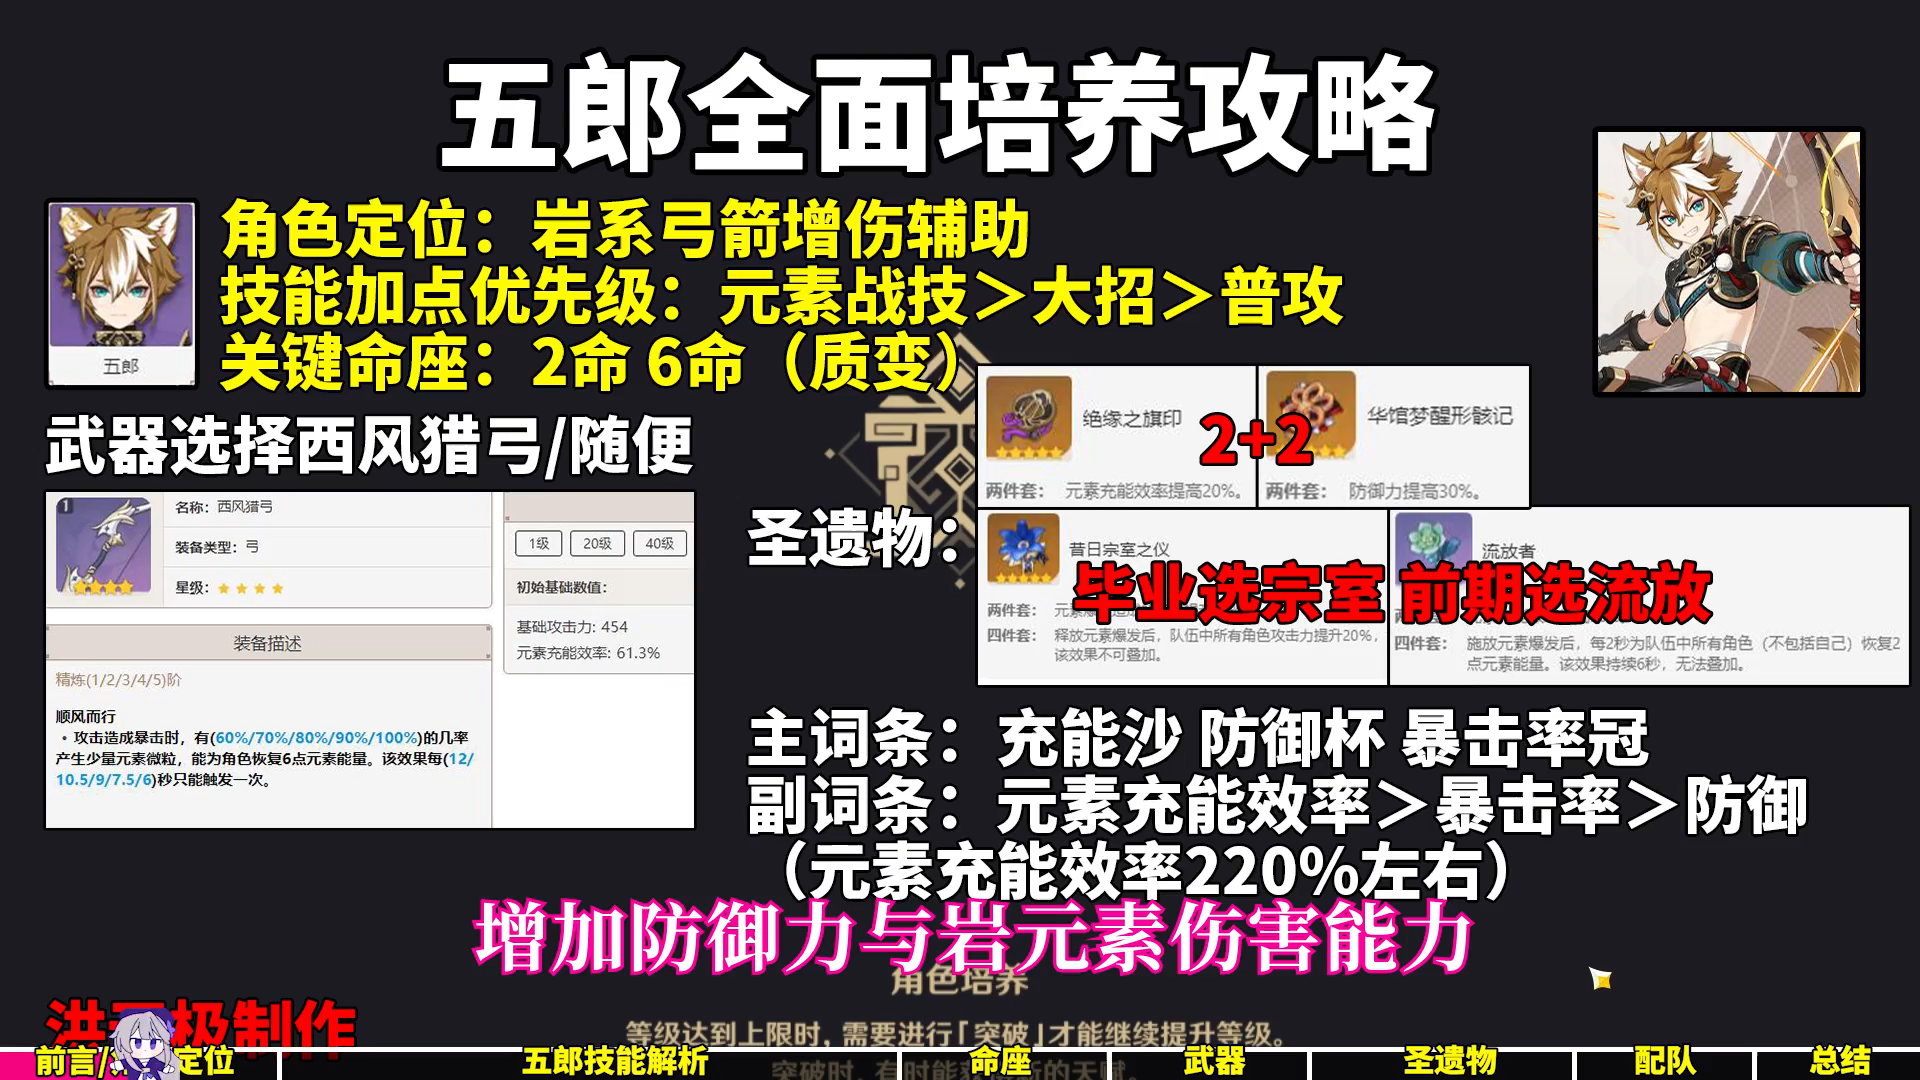 五郎全面培养攻略
角色定位：岩系弓箭增伤辅助
技能加点优先级：元素战技＞大招＞普攻
关键命座：2命 6命（质变）
五郎
武器选择西风猎弓/随便
1
名称：西风猎弓
装备类型：弓
星级：
装备描述
精炼(1/2/3/4/5)阶
顺风而行
·攻击造成暴击时，有(60%/70%/80%/90%/100%)的几率
产生少量元素微粒，能为角色恢复6点元素能量。该效果每(12/
10.5/9/7.5/6)秒只能触发一次。
1级 20级 40级
初始基础数值：
基础攻击力: 454
元素充能效率: 61.3%
圣遗物：
绝缘之旗印
两件套： 元素充能效率提高20%。
2+2
华馆梦醒形骸记
两件套： 防御力提高30%。
昔日宗室之仪
两件套：
四件套： 释放元素爆发后，队伍中所有角色攻击力提升20%，
该效果不可叠加。
流放者
毕业选宗室 前期选流放
四件套： 施放元素爆发后，每2秒为队伍中所有角色（不包括自己）恢复2
点元素能量。该效果持续6秒，无法叠加。
主词条：充能沙 防御杯 暴击率冠
副词条：元素充能效率＞暴击率＞防御
（元素充能效率220%左右）
增加防御力与岩元素伤害能力
角色培养
等级达到上限时，需要进行「突破」才能继续提升等级。
洪 极制作
前言/ 定位
五郎技能解析
命座
武器
圣遗物
配队
总结